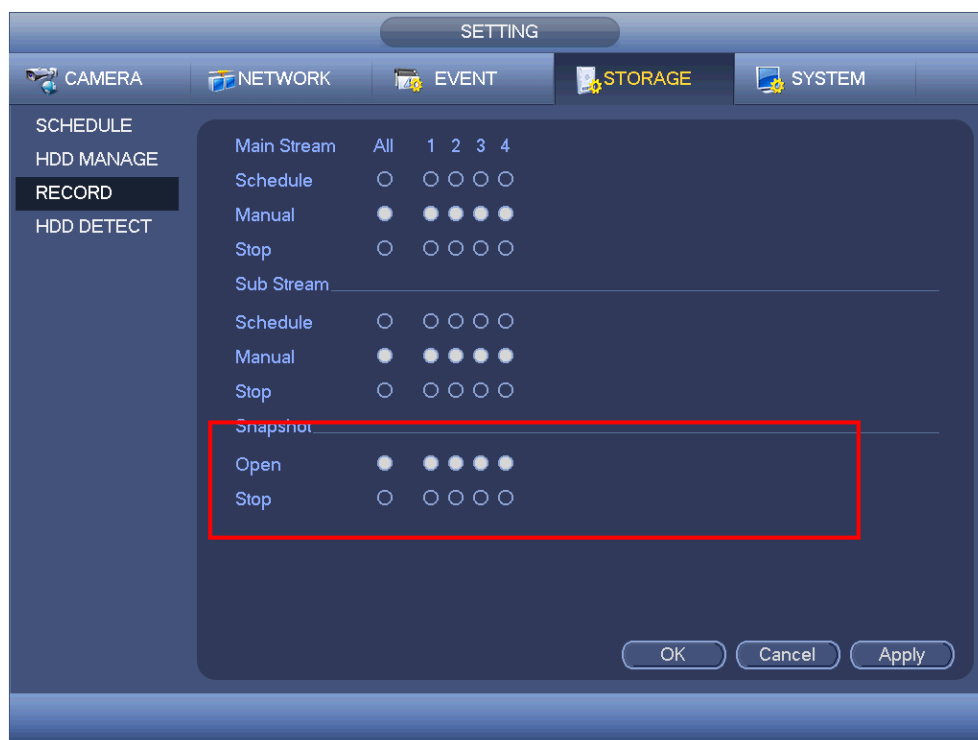 SETTING
CAMERA NETWORK EVENT STORAGE SYSTEM
SCHEDULE
HDD MANAGE
RECORD
HDD DETECT
Main Stream All 1 2 3 4
Schedule
Manual
Stop
Sub Stream
Schedule
Manual
Stop
Snapshot
Open
Stop
OK Cancel Apply